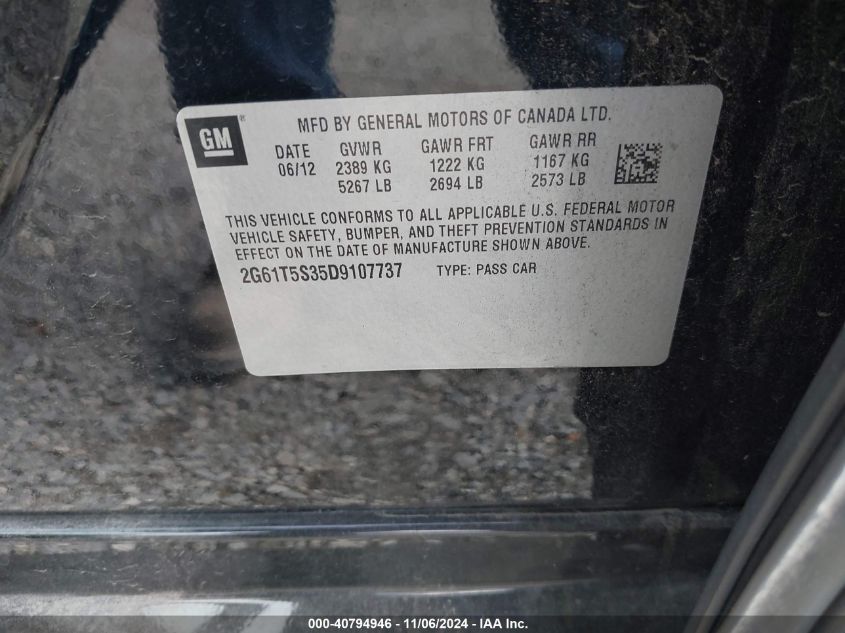 GM ®
MFD BY GENERAL MOTORS OF CANADA LTD.
DATE GVWR GAWR FRT GAWR RR
06/12 2389 KG 1222 KG 1167 KG
5267 LB 2694 LB 2573 LB
THIS VEHICLE CONFORMS TO ALL APPLICABLE U.S. FEDERAL MOTOR
VEHICLE SAFETY, BUMPER, AND THEFT PREVENTION STANDARDS IN
EFFECT ON THE DATE OF MANUFACTURE SHOWN ABOVE.
2G61T5S35D9107737 TYPE: PASS CAR
000-40794946 - 11/06/2024 - IAA Inc.